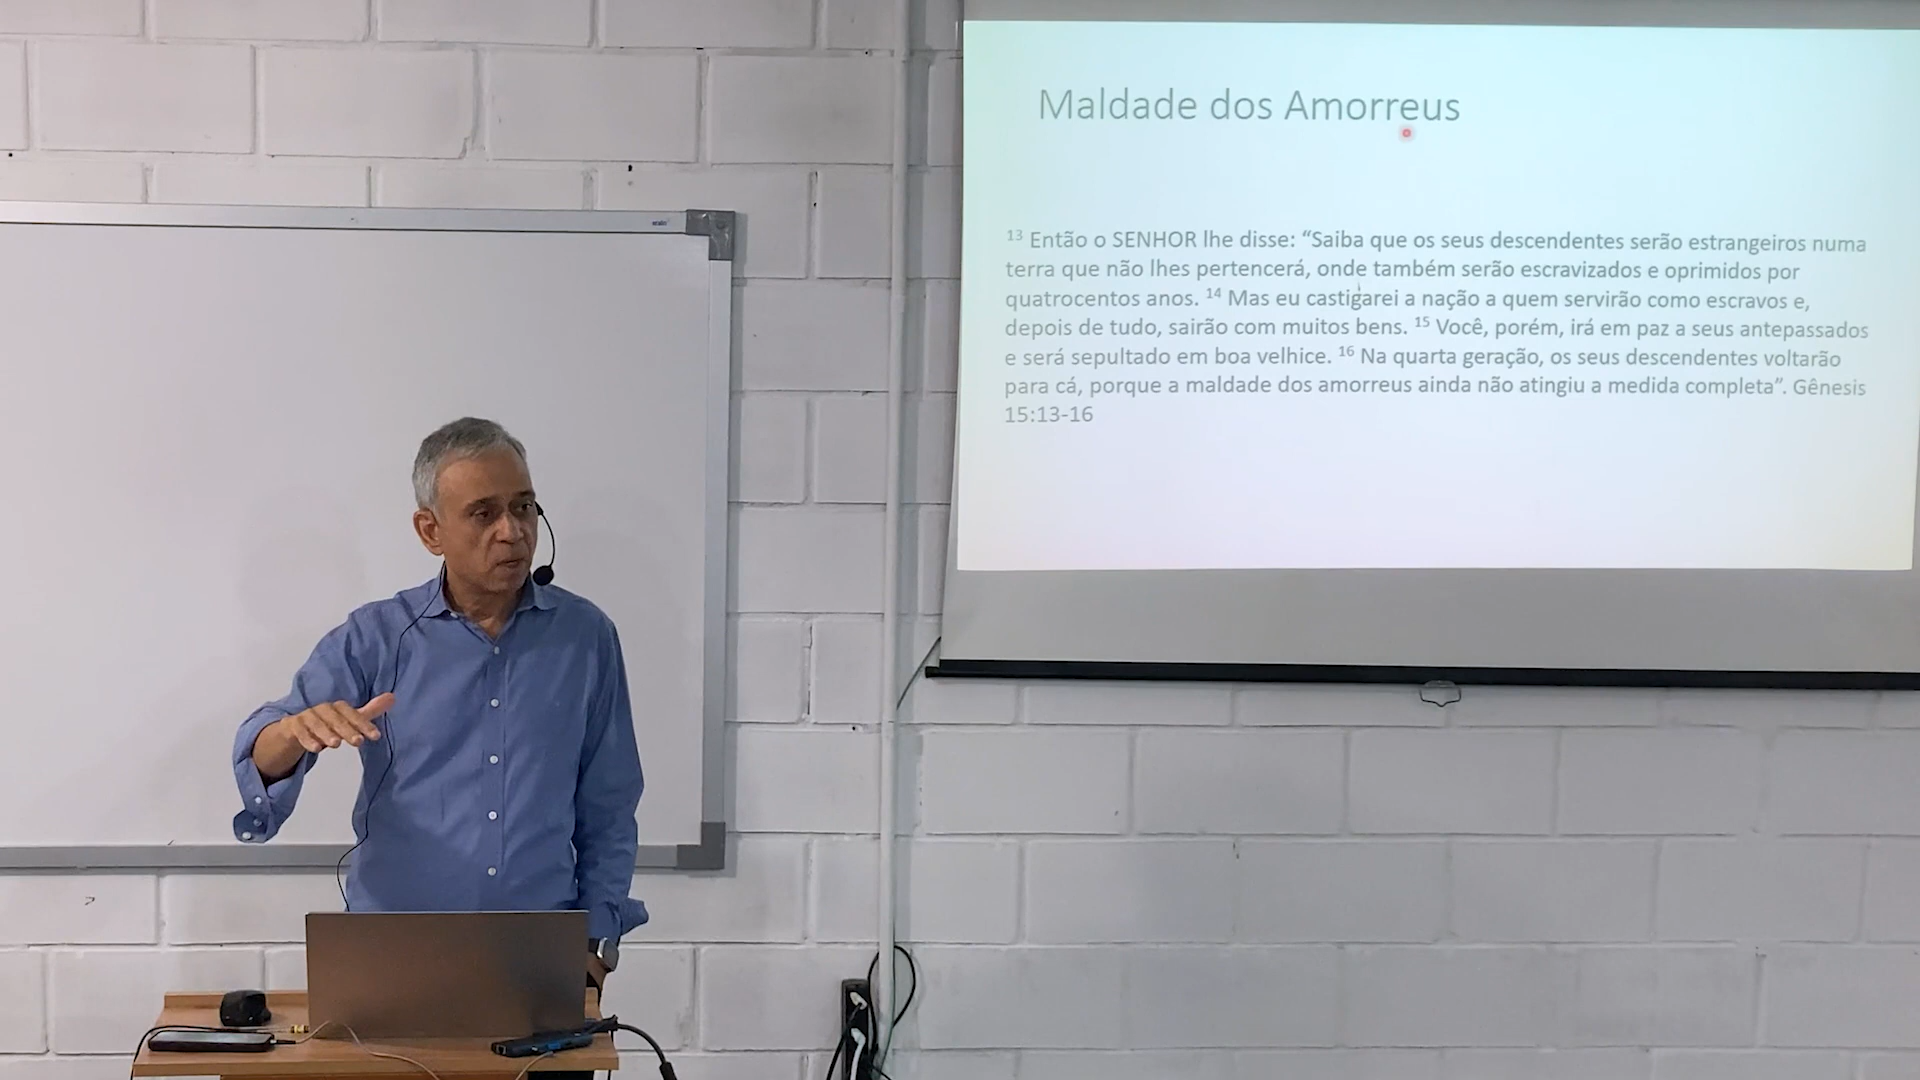 Maldade dos Amorreus
¹³ Então o SENHOR lhe disse: “Saiba que os seus descendentes serão estrangeiros numa
terra que não lhes pertencerá, onde também serão escravizados e oprimidos por
quatrocentos anos. ¹⁴ Mas eu castigarei a nação a quem servirão como escravos e,
depois de tudo, sairão com muitos bens. ¹⁵ Você, porém, irá em paz a seus antepassados
e será sepultado em boa velhice. ¹⁶ Na quarta geração, os seus descendentes voltarão
para cá, porque a maldade dos amorreus ainda não atingiu a medida completa”. Gênesis
15:13-16